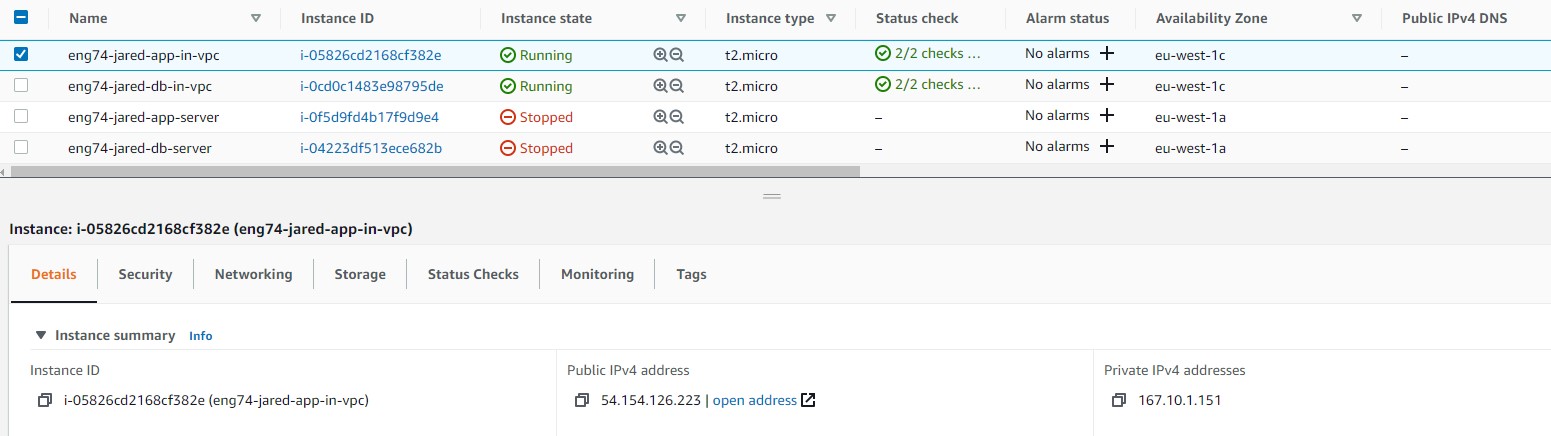 Name Instance ID Instance state Instance type Status check Alarm status Availability Zone Public IPv4 DNS
eng74-jared-app-in-vpc i-05826cd2168cf382e Running t2.micro 2/2 checks ... No alarms + eu-west-1c –
eng74-jared-db-in-vpc i-0cd0c1483e98795de Running t2.micro 2/2 checks ... No alarms + eu-west-1c –
eng74-jared-app-server i-0f5d9fd4b17f9d9e4 Stopped t2.micro – No alarms + eu-west-1a –
eng74-jared-db-server i-04223df513ece682b Stopped t2.micro – No alarms + eu-west-1a –
Instance: i-05826cd2168cf382e (eng74-jared-app-in-vpc)
Details Security Networking Storage Status Checks Monitoring Tags
Instance summary Info
Instance ID Public IPv4 address Private IPv4 addresses
i-05826cd2168cf382e (eng74-jared-app-in-vpc) 54.154.126.223 | open address 167.10.1.151